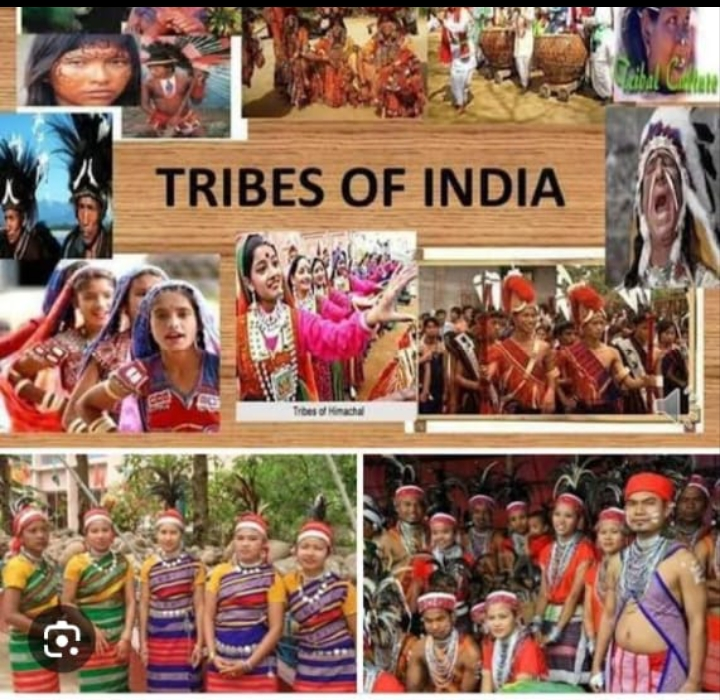 Tribal Culture
TRIBES OF INDIA
Tribes of Himachal